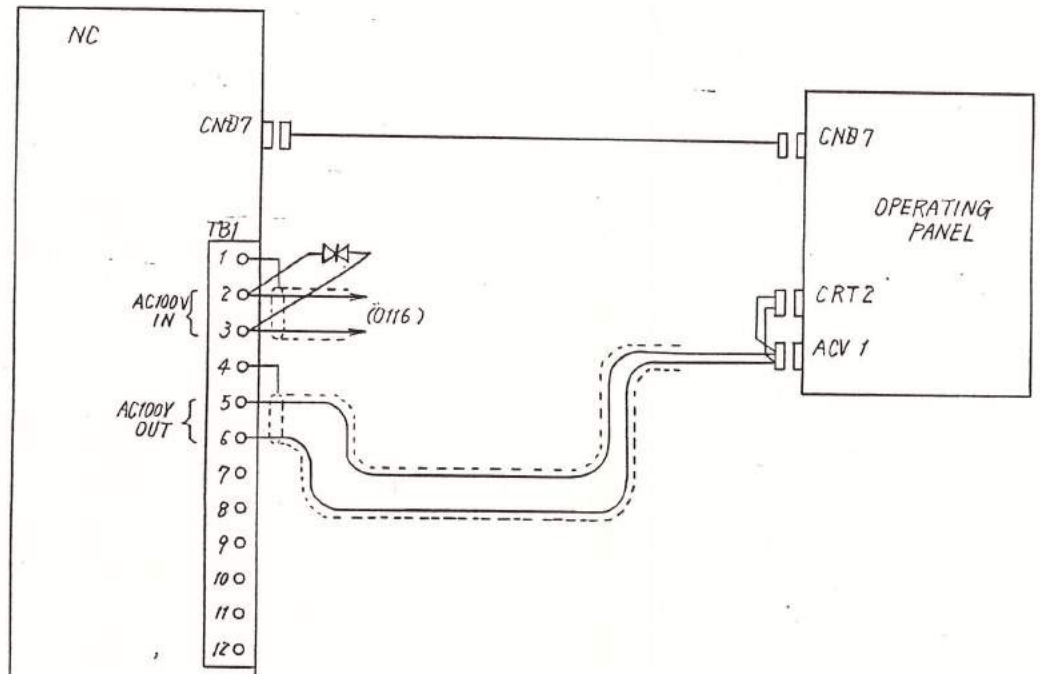 NC
CNB7
CNB7
OPERATING
PANEL
TB1
1
2
3
AC100V
IN
(0116)
CRT2
ACV 1
4
5
6
AC100V
OUT
7
8
9
10
11
12